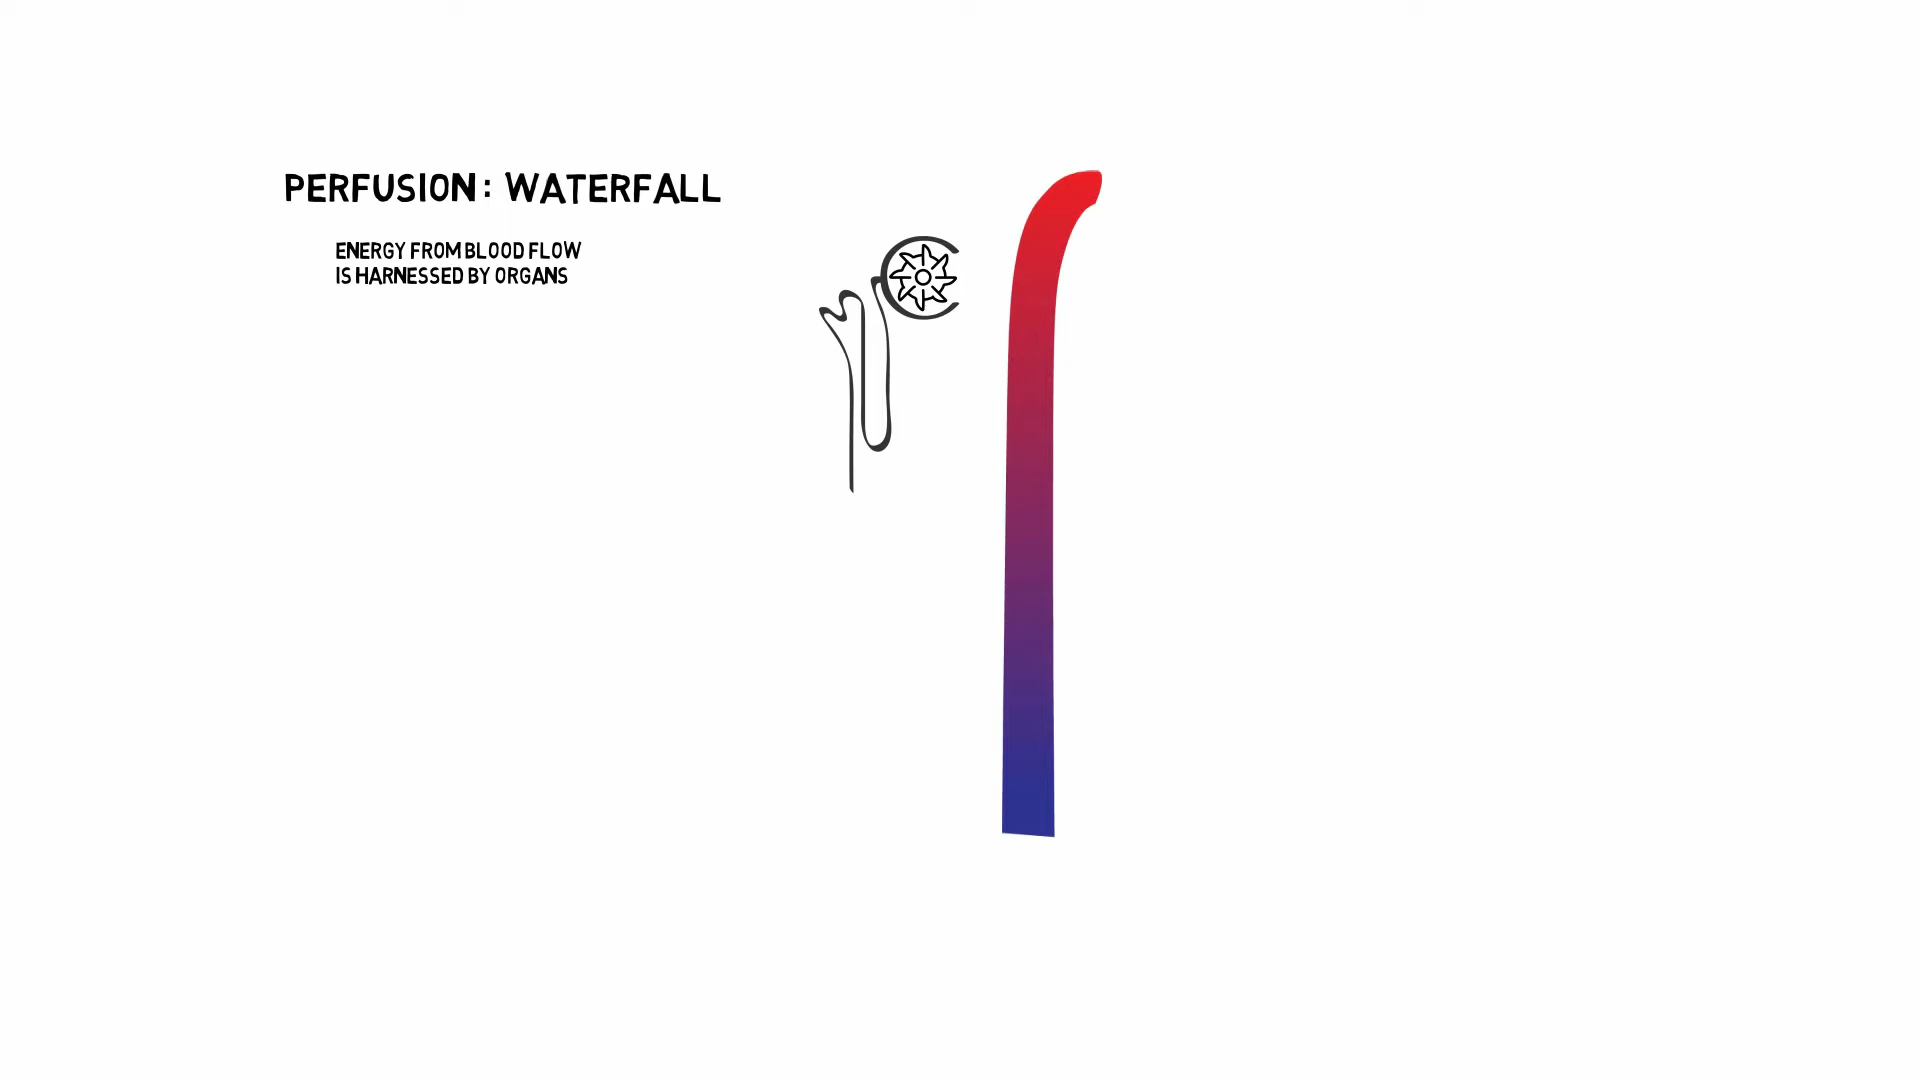 PERFUSION: WATERFALL
ENERGY FROM BLOOD FLOW
IS HARNESSED BY ORGANS